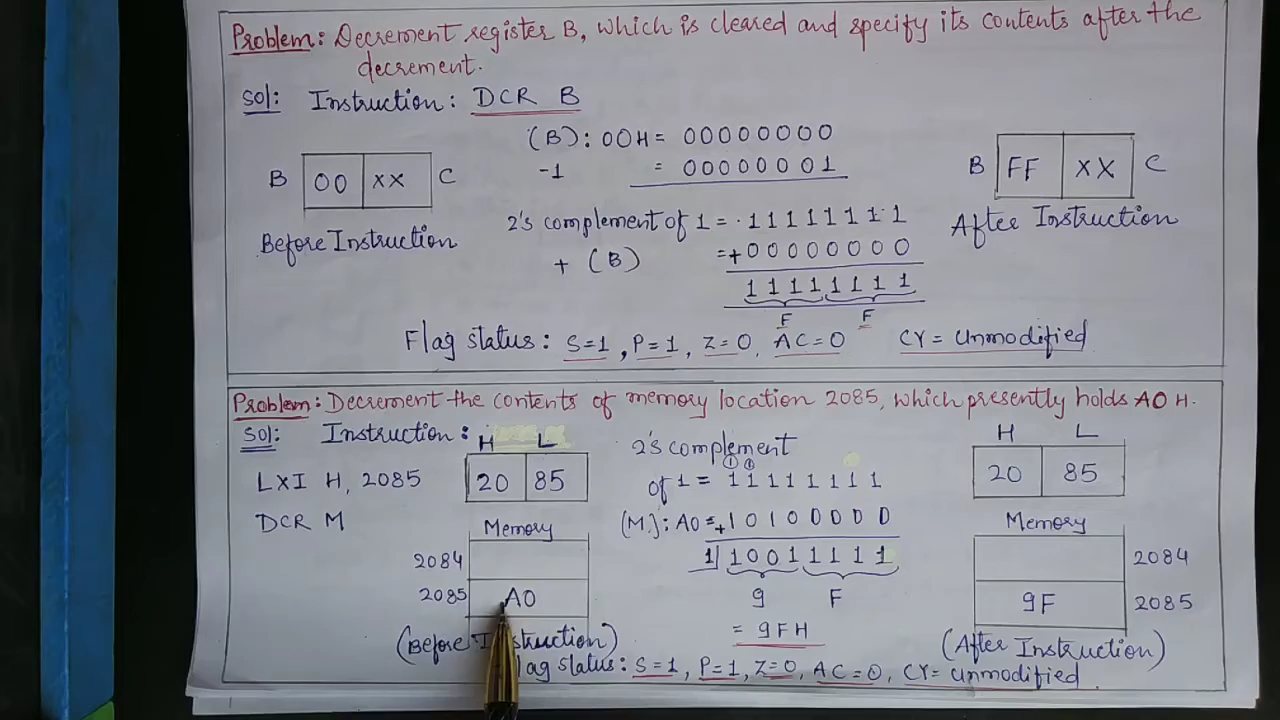 Problem: Decrement register B, which is cleared and specify its contents after the
decrement.
Sol: Instruction: DCR B
(B): 00H = 00000000
-1 = 00000001
B 00 XX C
Before Instruction
2's complement of 1 = 11111111
+ (B) =+00000000
11111111
F F
B FF XX C
After Instruction
Flag status: S=1, P=1, Z=0, AC=0 CY= Unmodified
Problem: Decrement the contents of memory location 2085, which presently holds A0 H.
Sol: Instruction:
LXI H, 2085
DCR M
H L
20 85
Memory
2084
2085 A0
(Before Instruction)
2's complement
① ①
of 1 = 11111111
(M): A0 =+10100000
1 10011111
9 F
= 9FH
H L
20 85
Memory
2084
9F 2085
(After Instruction)
lag status: S=1, P=1, Z=0, AC=0, CY= Unmodified.